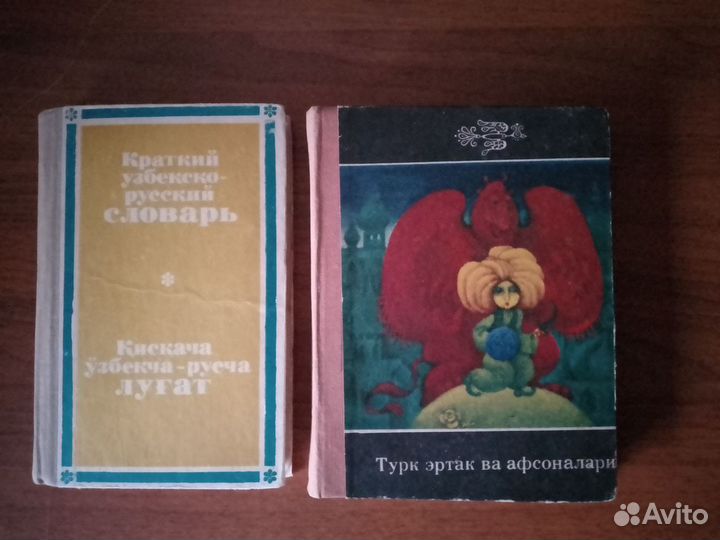 Краткий
узбекско-
русский
словарь
Қисқача
ўзбекча-русча
луғат
Турк эртак ва афсоналари
Avito